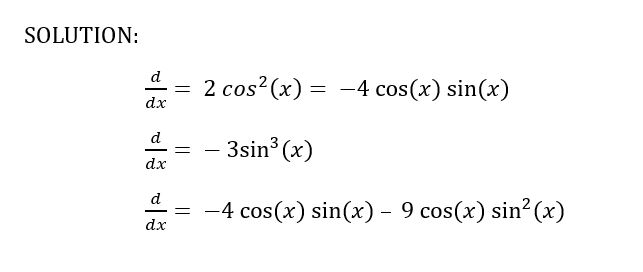 SOLUTION:
d/dx = 2 cos²(x) = −4 cos(x) sin(x)
d/dx = − 3sin³(x)
d/dx = −4 cos(x) sin(x) – 9 cos(x) sin²(x)